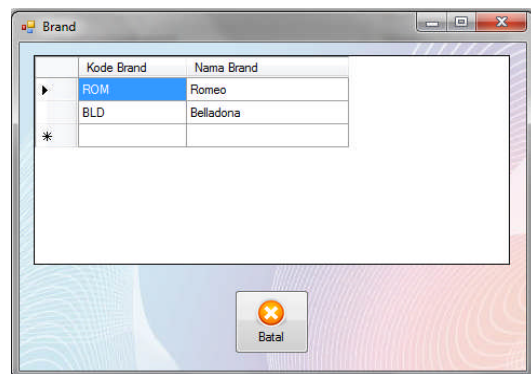 Brand
Kode Brand Nama Brand
ROM Romeo
BLD Belladona
Batal